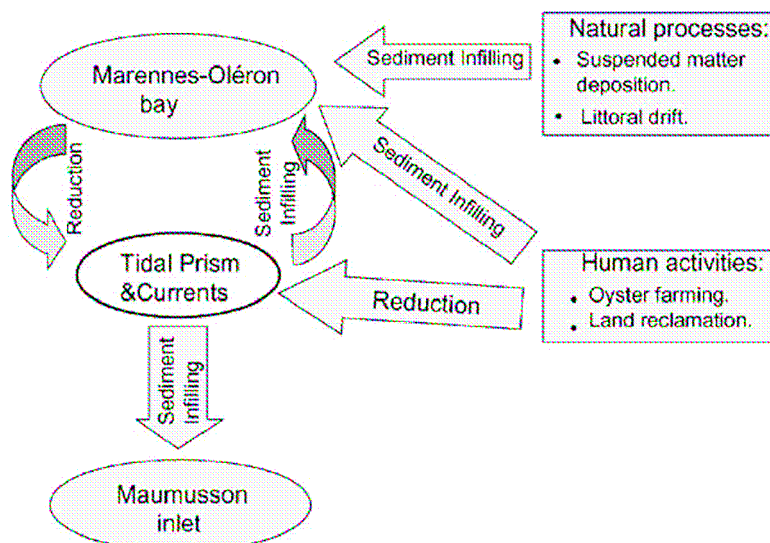 Marennes-Oléron
bay
Sediment Infilling
Natural processes:
• Suspended matter
deposition.
• Littoral drift.
Reduction
Sediment
Infilling
Sediment Infilling
Tidal Prism
&Currents
Reduction
Human activities:
• Oyster farming.
• Land reclamation.
Sediment
Infilling
Maumusson
inlet